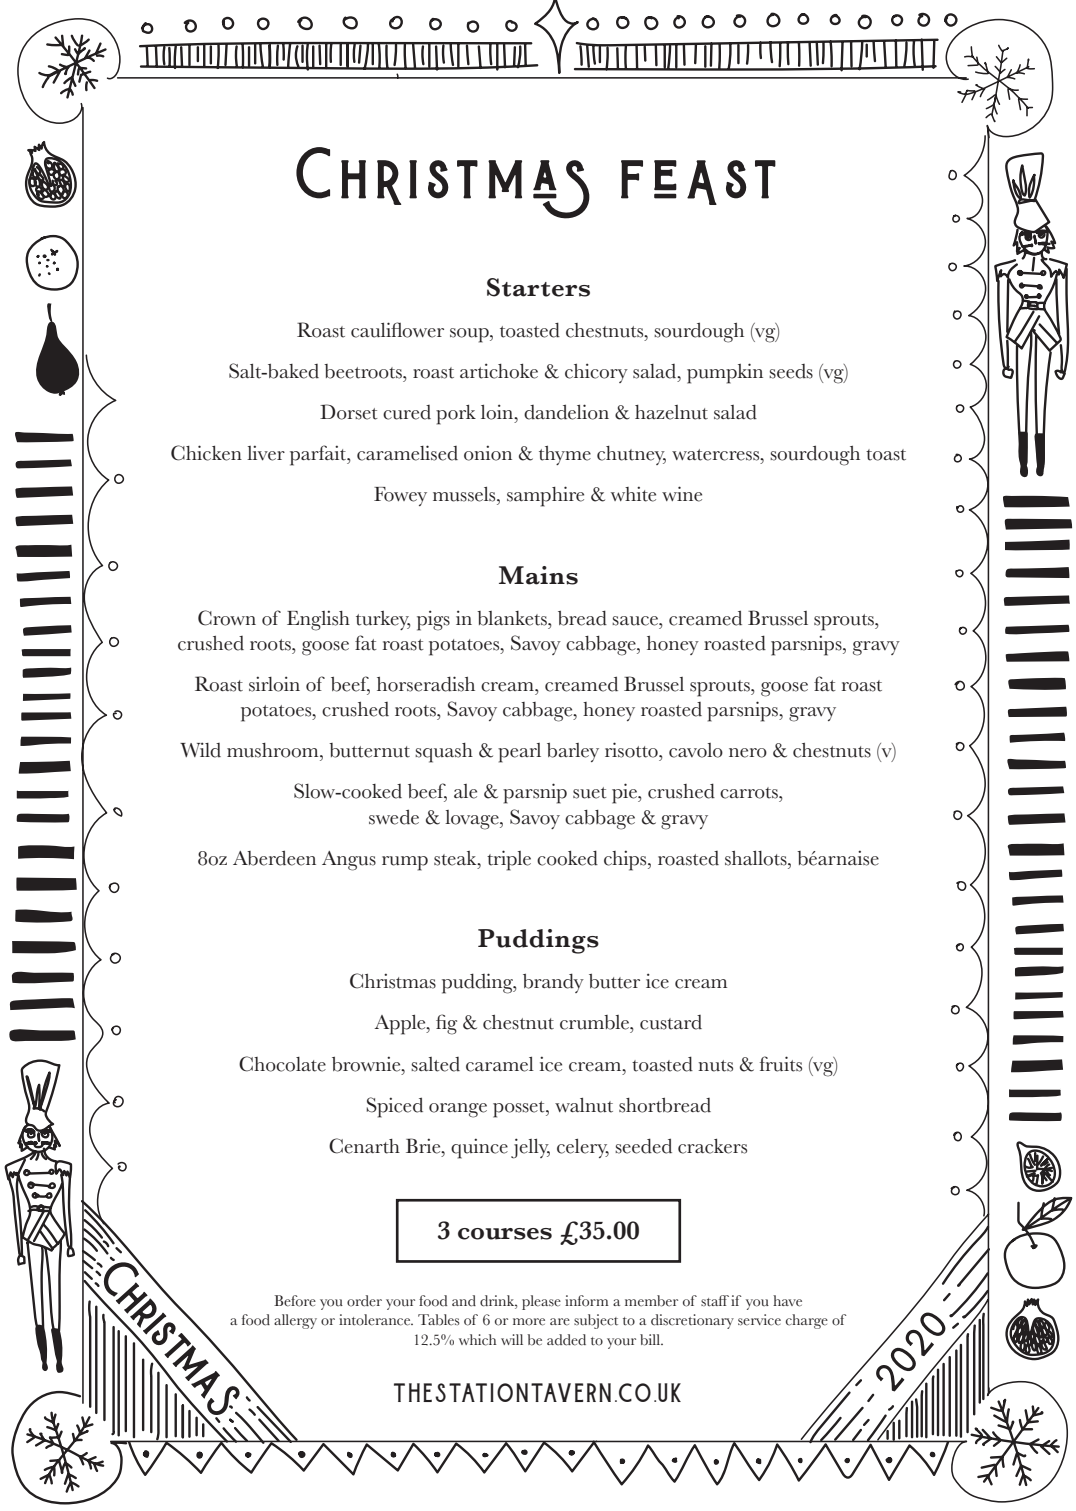 Christmas feast
Starters
Roast cauliflower soup, toasted chestnuts, sourdough (vg)
Salt-baked beetroots, roast artichoke & chicory salad, pumpkin seeds (vg)
Dorset cured pork loin, dandelion & hazelnut salad
Chicken liver parfait, caramelised onion & thyme chutney, watercress, sourdough toast
Fowey mussels, samphire & white wine
Mains
Crown of English turkey, pigs in blankets, bread sauce, creamed Brussel sprouts,
crushed roots, goose fat roast potatoes, Savoy cabbage, honey roasted parsnips, gravy
Roast sirloin of beef, horseradish cream, creamed Brussel sprouts, goose fat roast
potatoes, crushed roots, Savoy cabbage, honey roasted parsnips, gravy
Wild mushroom, butternut squash & pearl barley risotto, cavolo nero & chestnuts (v)
Slow-cooked beef, ale & parsnip suet pie, crushed carrots,
swede & lovage, Savoy cabbage & gravy
8oz Aberdeen Angus rump steak, triple cooked chips, roasted shallots, béarnaise
Puddings
Christmas pudding, brandy butter ice cream
Apple, fig & chestnut crumble, custard
Chocolate brownie, salted caramel ice cream, toasted nuts & fruits (vg)
Spiced orange posset, walnut shortbread
Cenarth Brie, quince jelly, celery, seeded crackers
3 courses £35.00
Before you order your food and drink, please inform a member of staff if you have
a food allergy or intolerance. Tables of 6 or more are subject to a discretionary service charge of
12.5% which will be added to your bill.
Christmas
2020
THESTATIONTAVERN.CO.UK